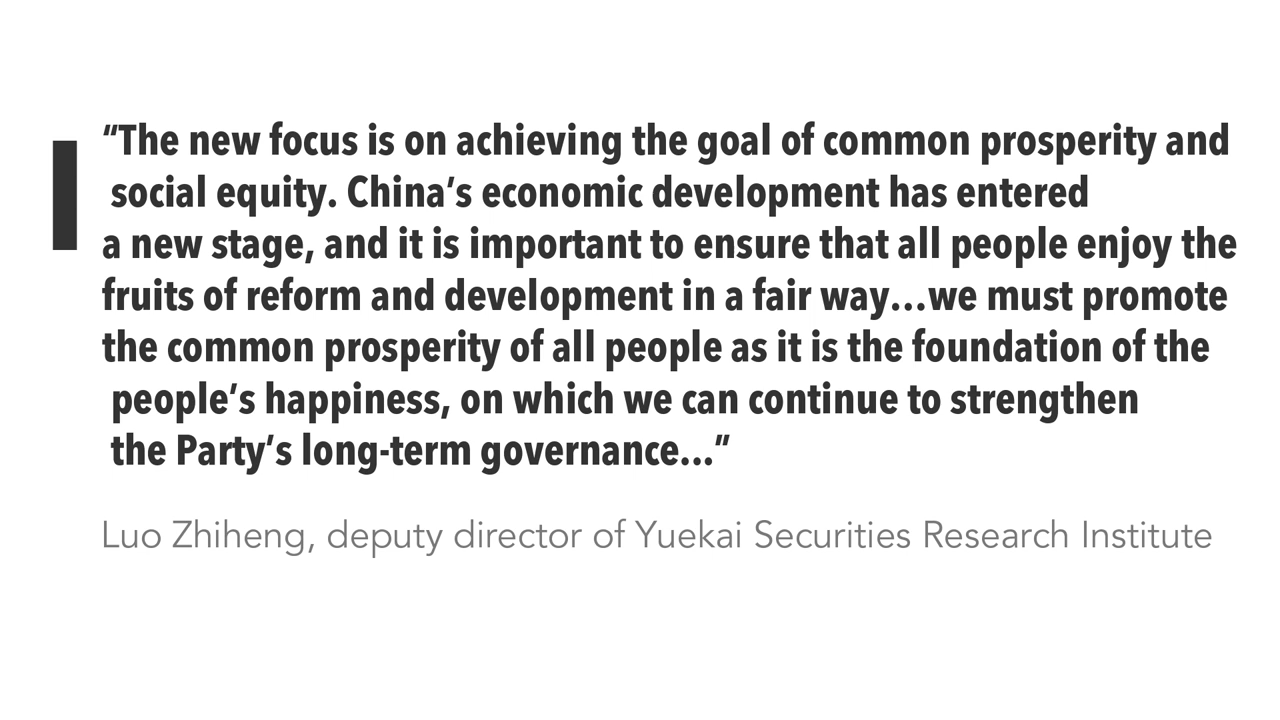 “The new focus is on achieving the goal of common prosperity and
social equity. China’s economic development has entered
a new stage, and it is important to ensure that all people enjoy the
fruits of reform and development in a fair way...we must promote
the common prosperity of all people as it is the foundation of the
people’s happiness, on which we can continue to strengthen
the Party’s long-term governance...”
Luo Zhiheng, deputy director of Yuekai Securities Research Institute